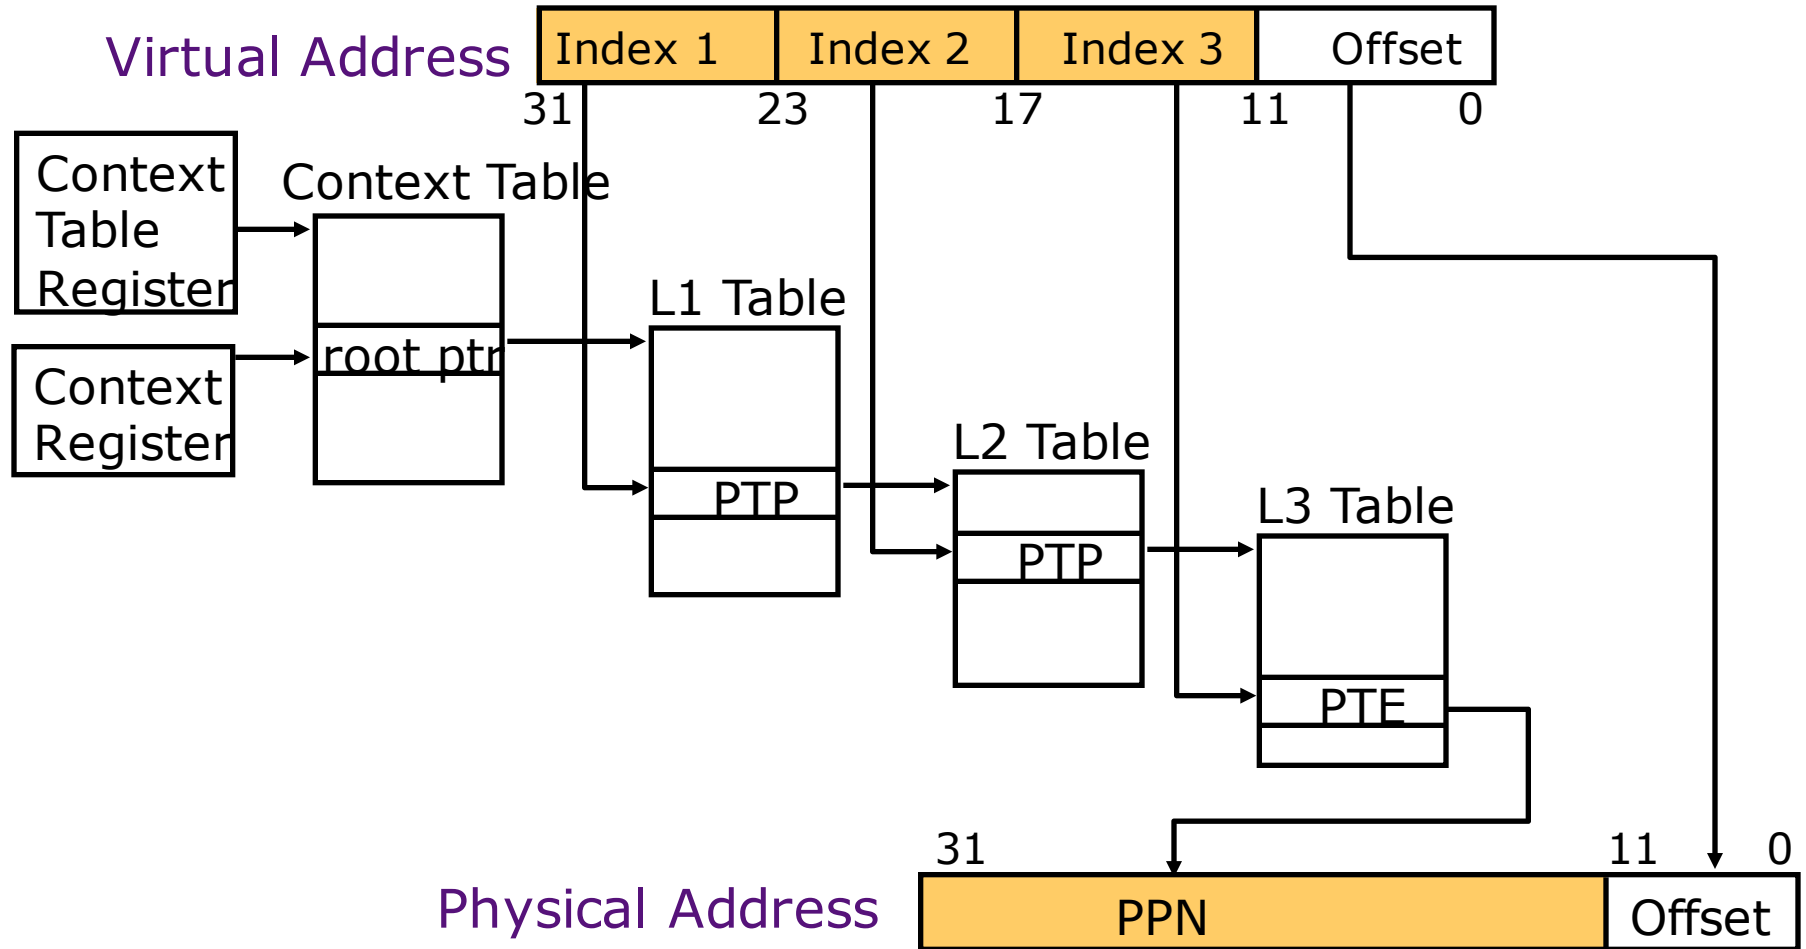 Virtual Address
Index 1
Index 2
Index 3
Offset
31
23
17
11
0
Context
Table
Register
Context Table
root ptr
Context
Register
L1 Table
PTP
L2 Table
PTP
L3 Table
PTE
31
11
0
Physical Address
PPN
Offset